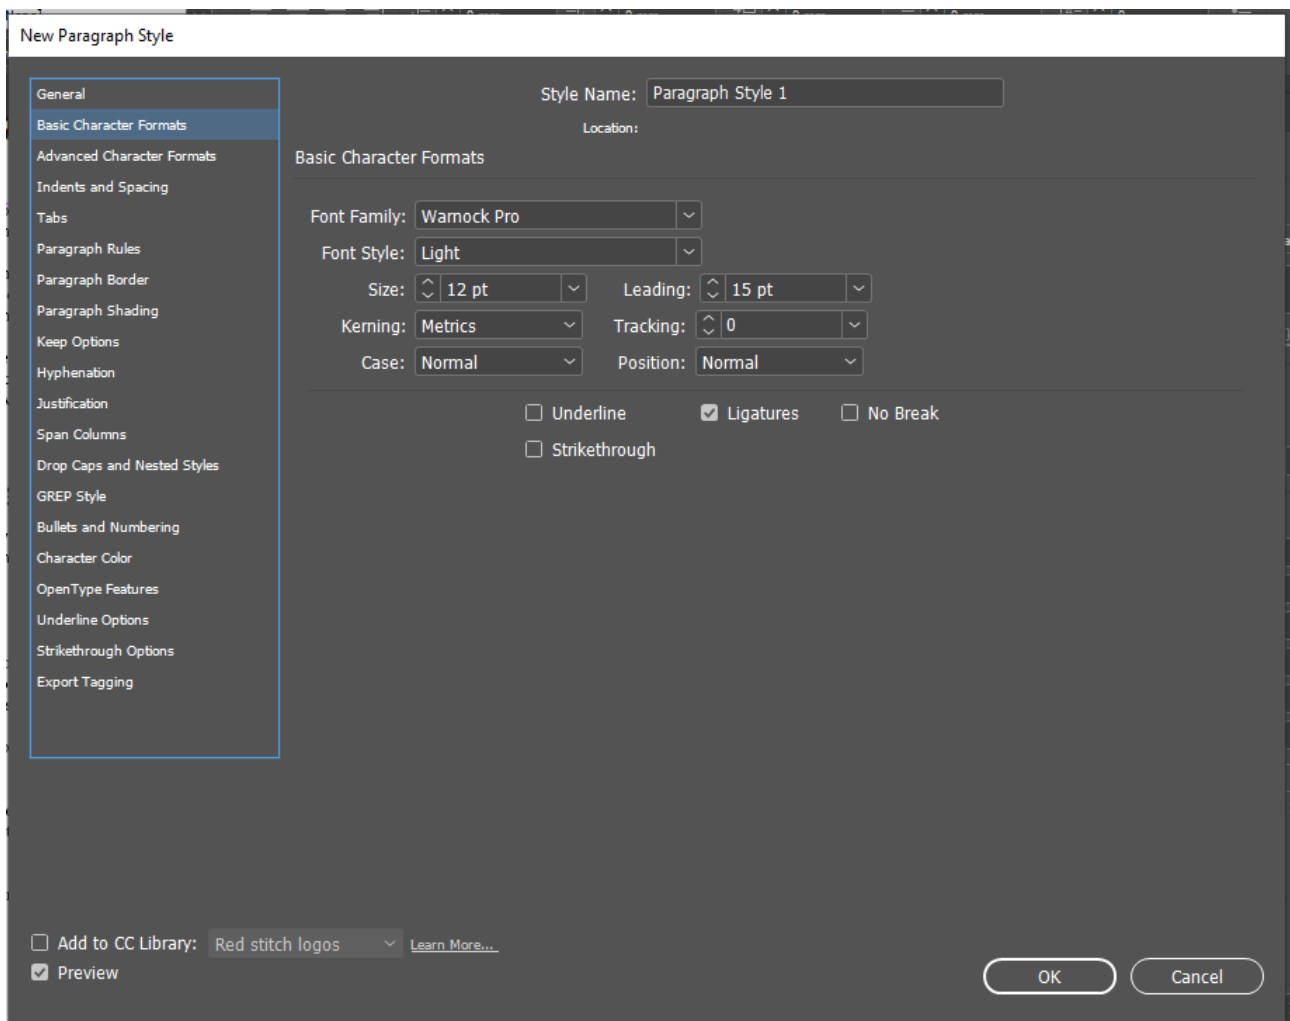 New Paragraph Style
General
Basic Character Formats
Advanced Character Formats
Indents and Spacing
Tabs
Paragraph Rules
Paragraph Border
Paragraph Shading
Keep Options
Hyphenation
Justification
Span Columns
Drop Caps and Nested Styles
GREP Style
Bullets and Numbering
Character Color
OpenType Features
Underline Options
Strikethrough Options
Export Tagging
Style Name: Paragraph Style 1
Location:
Basic Character Formats
Font Family: Warnock Pro
Font Style: Light
Size: 12 pt Leading: 15 pt
Kerning: Metrics Tracking: 0
Case: Normal Position: Normal
Underline Ligatures No Break
Strikethrough
Add to CC Library: Red stitch logos Learn More...
Preview
OK Cancel